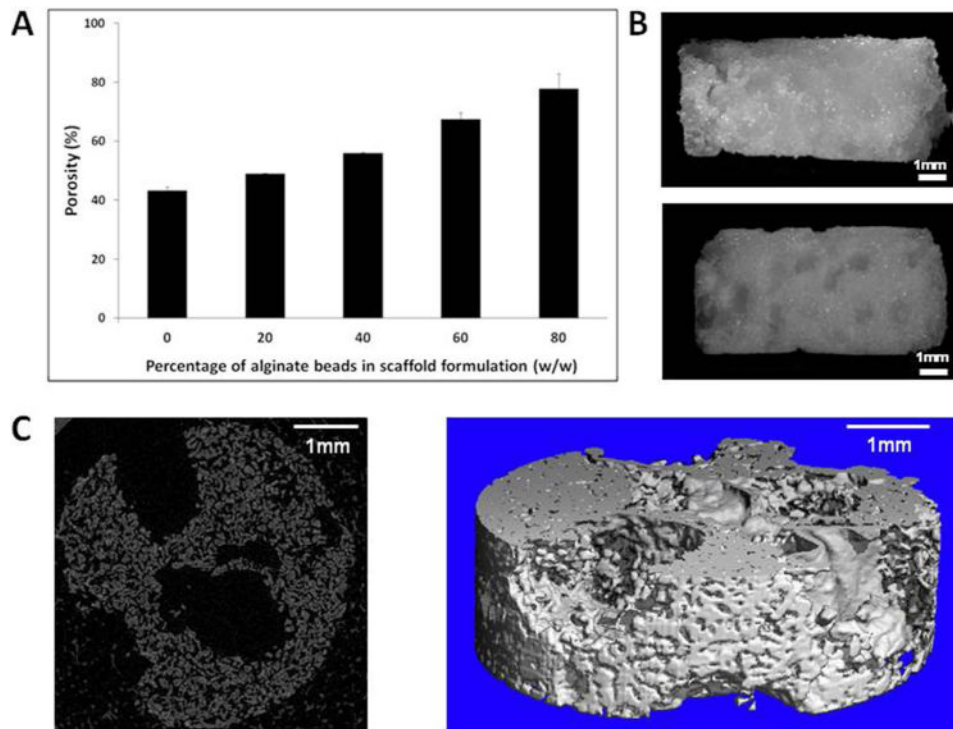 A
B
100
80
60
40
20
0
Porosity (%)
0 20 40 60 80
Percentage of alginate beads in scaffold formulation (w/w)
1mm
1mm
C
1mm
1mm